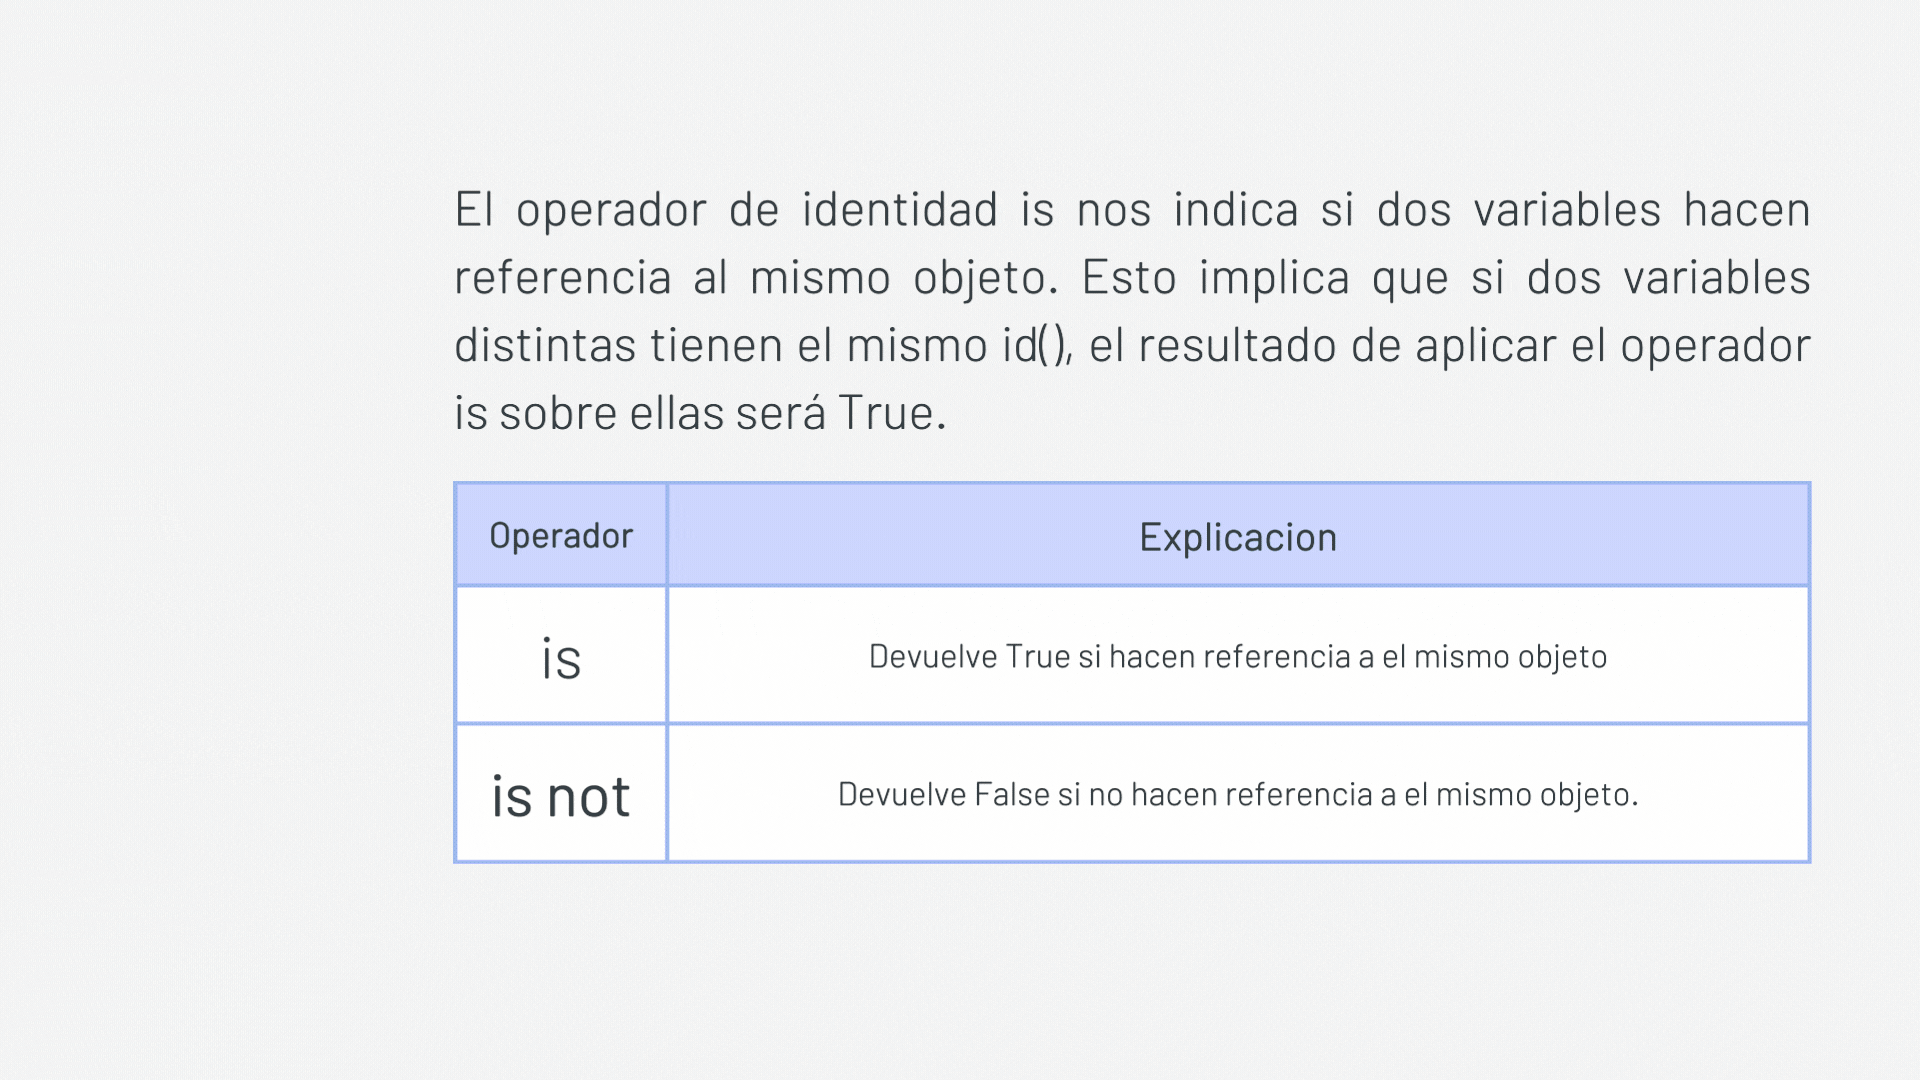 El operador de identidad is nos indica si dos variables hacen
referencia al mismo objeto. Esto implica que si dos variables
distintas tienen el mismo id(), el resultado de aplicar el operador
is sobre ellas será True.
Operador
Explicacion
is
Devuelve True si hacen referencia a el mismo objeto
is not
Devuelve False si no hacen referencia a el mismo objeto.